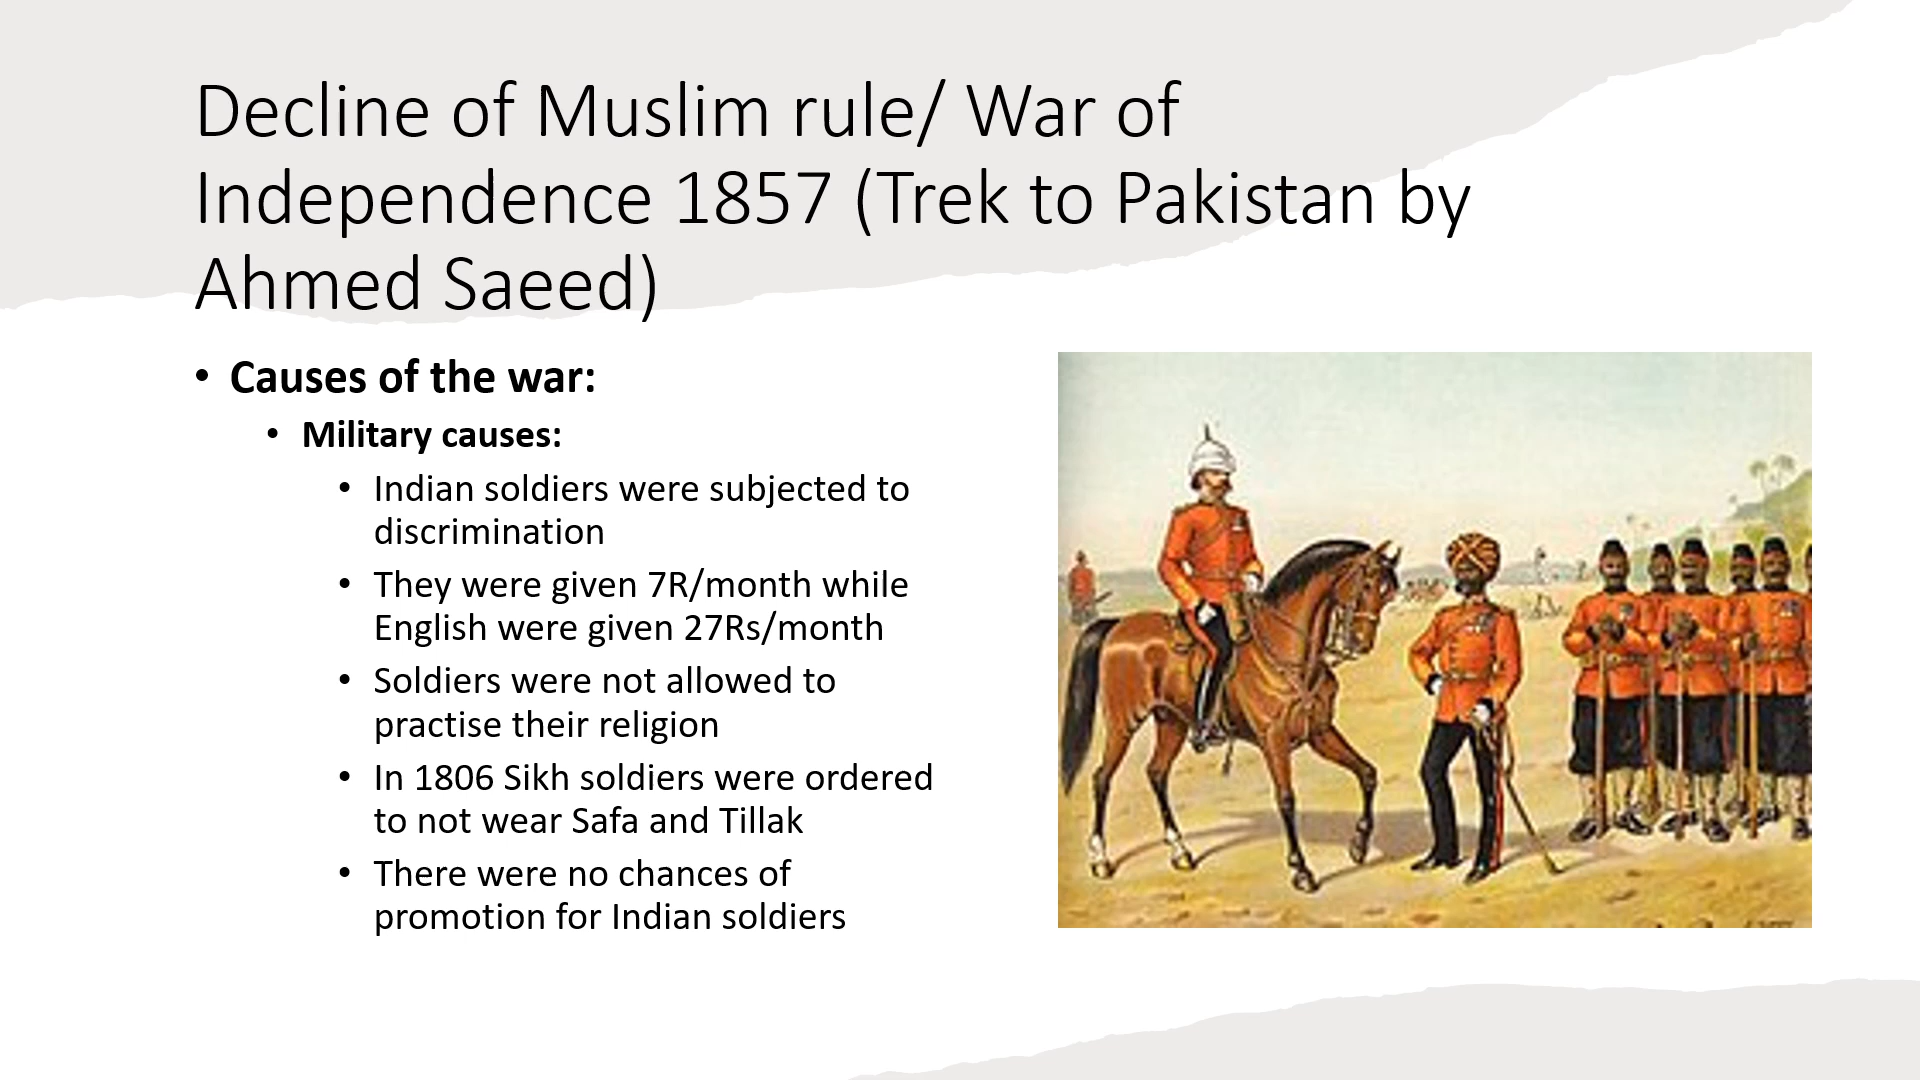 Decline of Muslim rule/ War of
Independence 1857 (Trek to Pakistan by
Ahmed Saeed)
• Causes of the war:
• Military causes:
• Indian soldiers were subjected to
discrimination
• They were given 7R/month while
English were given 27Rs/month
• Soldiers were not allowed to
practise their religion
• In 1806 Sikh soldiers were ordered
to not wear Safa and Tillak
• There were no chances of
promotion for Indian soldiers